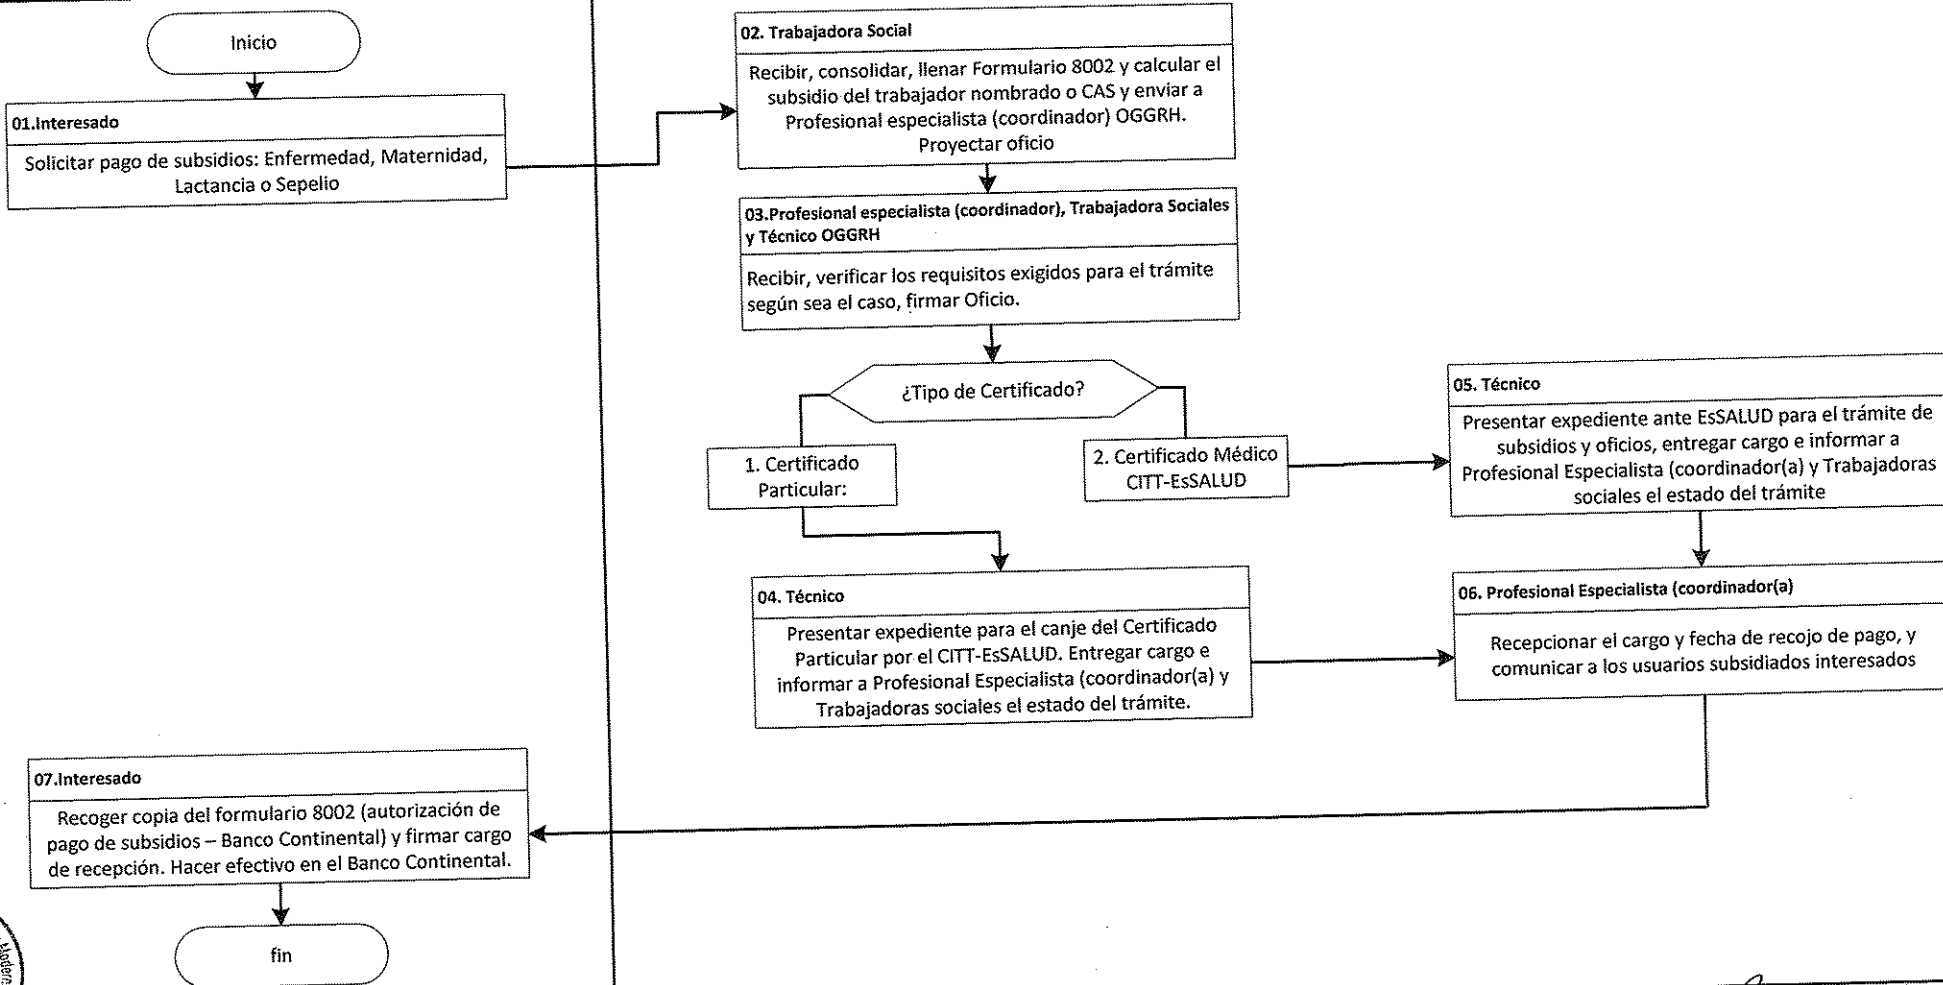 Inicio
01.Interesado
Solicitar pago de subsidios: Enfermedad, Maternidad,
Lactancia o Sepelio
02. Trabajadora Social
Recibir, consolidar, llenar Formulario 8002 y calcular el
subsidio del trabajador nombrado o CAS y enviar a
Profesional especialista (coordinador) OGGRH.
Proyectar oficio
03.Profesional especialista (coordinador), Trabajadora Sociales
y Técnico OGGRH
Recibir, verificar los requisitos exigidos para el trámite
según sea el caso, firmar Oficio.
¿Tipo de Certificado?
1. Certificado
Particular:
2. Certificado Médico
CITT-EsSALUD
05. Técnico
Presentar expediente ante EsSALUD para el trámite de
subsidios y oficios, entregar cargo e informar a
Profesional Especialista (coordinador(a) y Trabajadoras
sociales el estado del trámite
04. Técnico
Presentar expediente para el canje del Certificado
Particular por el CITT-EsSALUD. Entregar cargo e
informar a Profesional Especialista (coordinador(a) y
Trabajadoras sociales el estado del trámite.
06. Profesional Especialista (coordinador(a)
Recepcionar el cargo y fecha de recojo de pago, y
comunicar a los usuarios subsidiados interesados
07.Interesado
Recoger copia del formulario 8002 (autorización de
pago de subsidios – Banco Continental) y firmar cargo
de recepción. Hacer efectivo en el Banco Continental.
fin